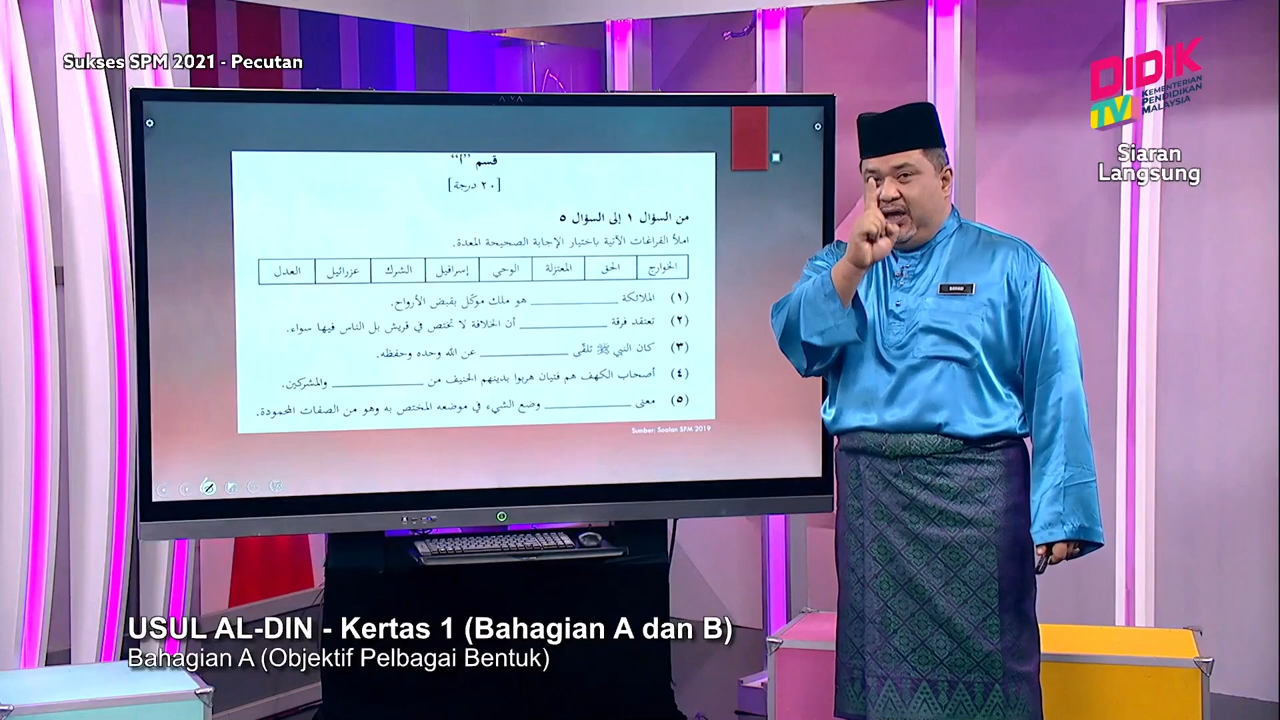 Sukses SPM 2021 - Pecutan
DIDIK
TV
KEMENTERIAN
PENDIDIKAN
MALAYSIA
Siaran
Langsung
قسم "ا"
[٢٠ درجة]
من السؤال ١ إلى السؤال ٥
املأ الفراغات الآتية باختيار الإجابة الصحيحة المعدة.
الخوارج الحق المعتزلة الوحي إسرافيل الشرك عزرائيل العدل
(١) الملائكة ________ هو ملك موكّل بقبض الأرواح.
(٢) تعتقد فرقة ________ أن الخلافة لا تختص في قريش بل الناس فيها سواء.
(٣) كان النبي ﷺ تلقّى ________ عن الله وحده وحفظه.
(٤) أصحاب الكهف هم فتيان هربوا بدينهم الحنيف من ________ والمشركين.
(٥) معنى ________ وضع الشيء في موضعه المختص به وهو من الصفات المحمودة.
Sumber: Soalan SPM 2019
USUL AL-DIN - Kertas 1 (Bahagian A dan B)
Bahagian A (Objektif Pelbagai Bentuk)